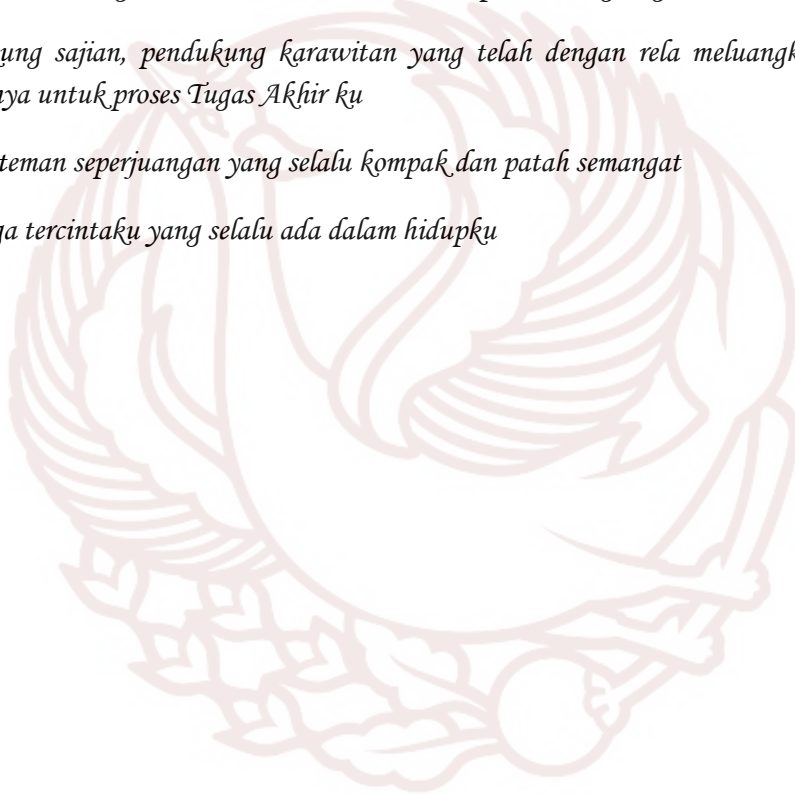 ung sajian, pendukung karawitan yang telah dengan rela meluangk
nya untuk proses Tugas Akhir ku
teman seperjuangan yang selalu kompak dan patah semangat
ga tercintaku yang selalu ada dalam hidupku